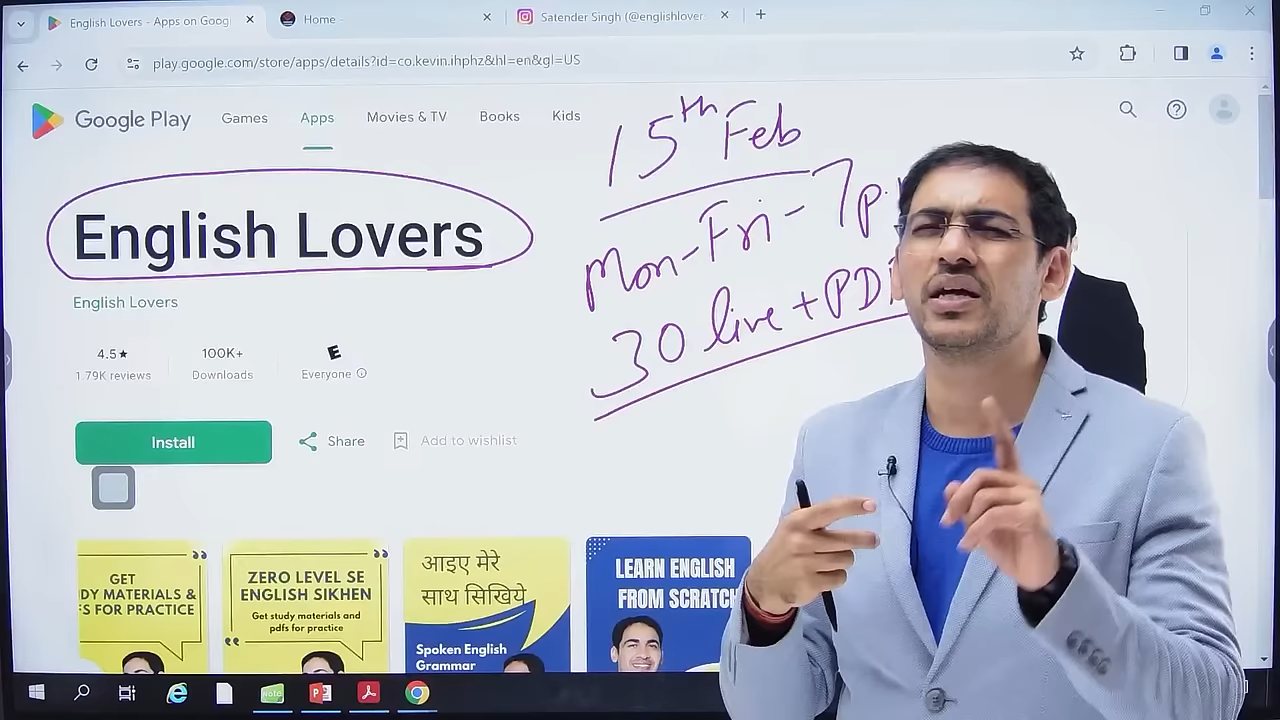 English Lovers - Apps on Goog
Home -
Satender Singh (@englishlover
play.google.com/store/apps/details?id=co.kevin.ihphz&hl=en&gl=US
Google Play
Games
Apps
Movies & TV
Books
Kids
15th Feb
Mon-Fri - 7p.
30 live + PD
English Lovers
English Lovers
4.5★
1.79K reviews
100K+
Downloads
E
Everyone
Install
Share
Add to wishlist
GET
DY MATERIALS &
FS FOR PRACTICE
ZERO LEVEL SE
ENGLISH SIKHEN
Get study materials and
pdfs for practice
आइए मेरे
साथ सिखिये
Spoken English
Grammar
LEARN ENGLISH
FROM SCRATCH
Note